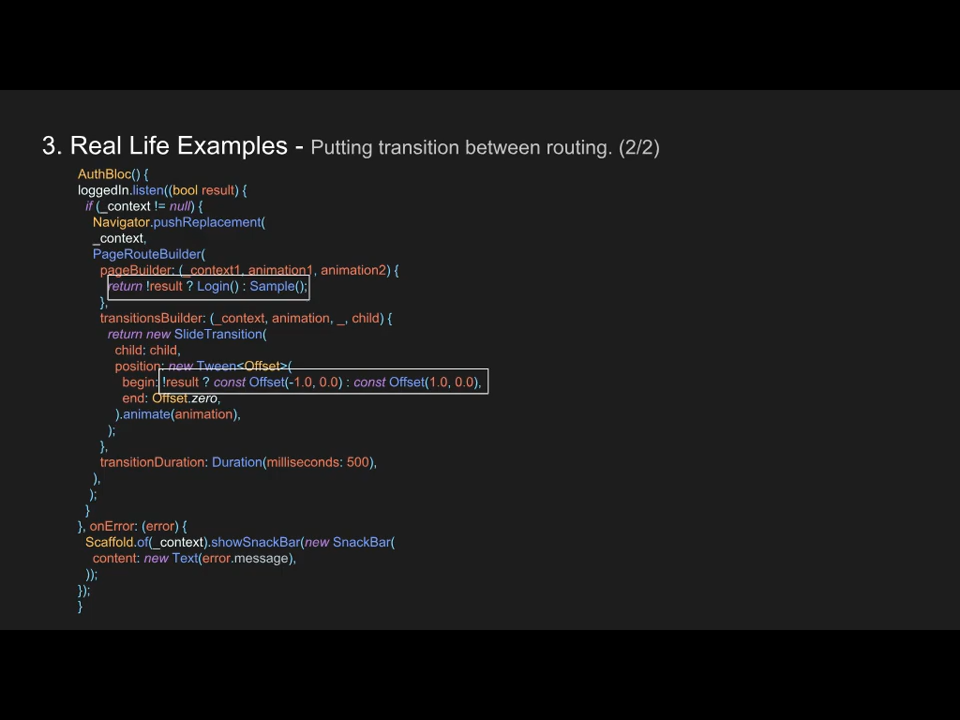 3. Real Life Examples - Putting transition between routing. (2/2)
AuthBloc() {
loggedIn.listen((bool result) {
if (_context != null) {
Navigator.pushReplacement(
_context,
PageRouteBuilder(
pageBuilder: (_context1, animation1, animation2) {
return !result ? Login() : Sample();
},
transitionsBuilder: (_context, animation, _, child) {
return new SlideTransition(
child: child,
position: new Tween<Offset>(
begin: !result ? const Offset(-1.0, 0.0) : const Offset(1.0, 0.0),
end: Offset.zero,
).animate(animation),
);
},
transitionDuration: Duration(milliseconds: 500),
),
);
}
}, onError: (error) {
Scaffold.of(_context).showSnackBar(new SnackBar(
content: new Text(error.message),
));
});
}